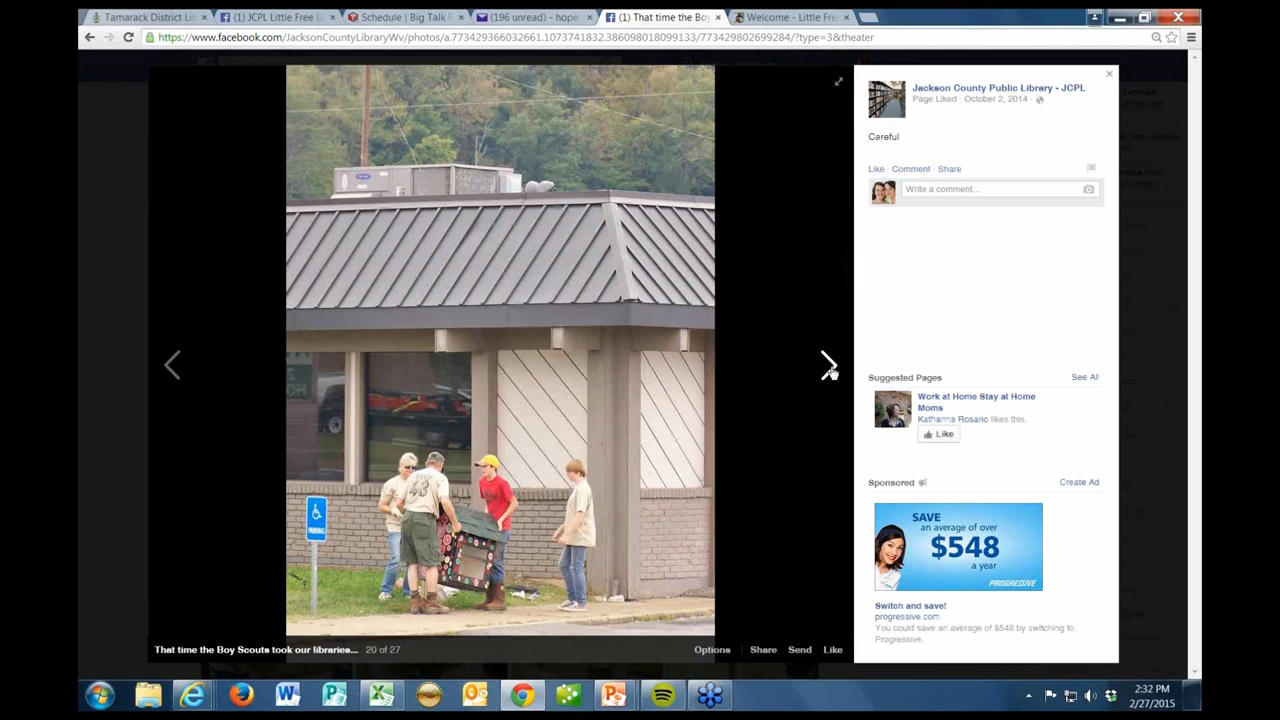 Tamarack District Li
(1) JCPL Little Free L
Schedule | Big Talk F
(196 unread) - hope
(1) That time the Boy
Welcome - Little Fre
https://www.facebook.com/JacksonCountyLibraryWv/photos/a.773429366032661.1073741832.386098018099133/773429802699284/?type=3&theater
Jackson County Public Library - JCPL
Page Liked · October 2, 2014 ·
Careful
Like · Comment · Share
Write a comment...
Suggested Pages
See All
Work at Home Stay at Home
Moms
Katharina Rosario likes this.
Like
Sponsored
Create Ad
SAVE
an average of over
$548
a year
PROGRESSIVE
Switch and save!
progressive.com
You could save an average of $548 by switching to
Progressive.
PARKING
That time the Boy Scouts took our libraries...
20 of 27
Options
Share
Send
Like
2:32 PM
2/27/2015